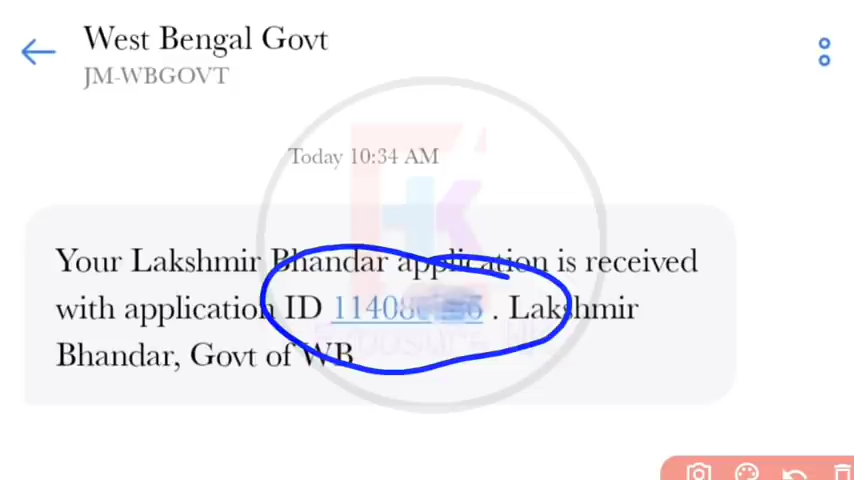 West Bengal Govt
JM-WBGOVT
Today 10:34 AM
Your Lakshmir Bhandar application is received
with application ID . Lakshmir
Bhandar, Govt of WB